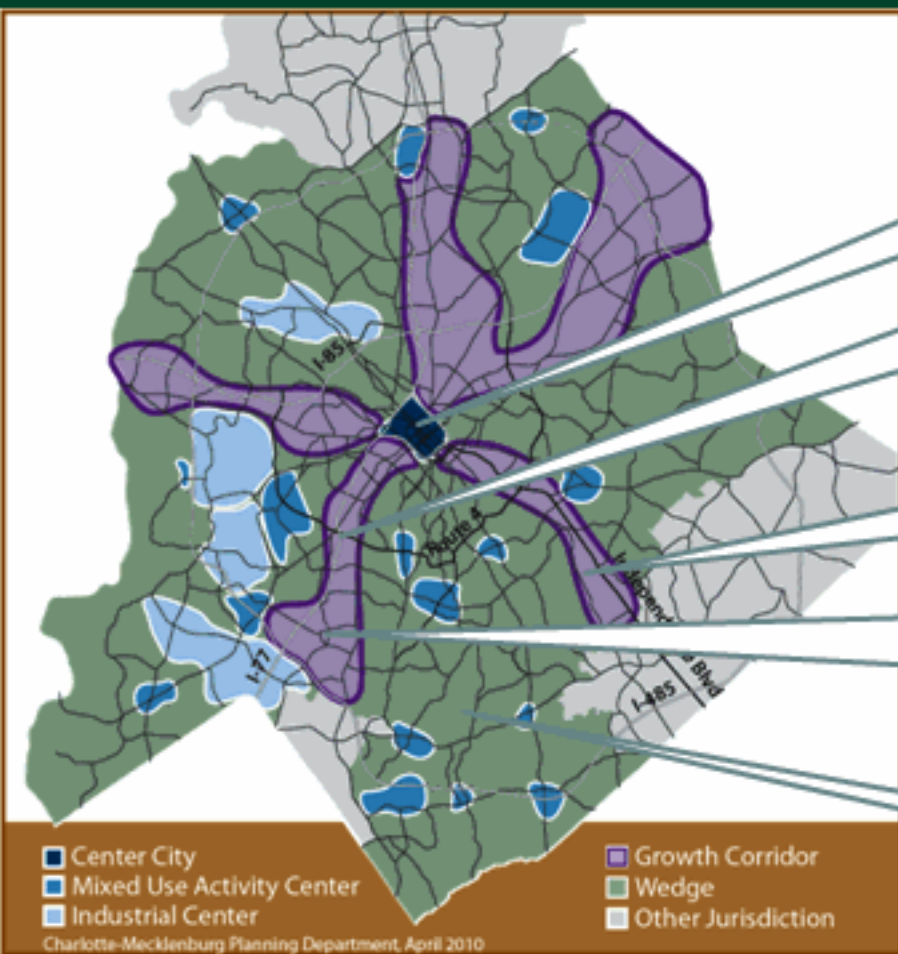 I-85
Route 4
I-77
I-485
Blvd
Center City
Mixed Use Activity Center
Industrial Center
Growth Corridor
Wedge
Other Jurisdiction
Charlotte-Mecklenburg Planning Department, April 2010